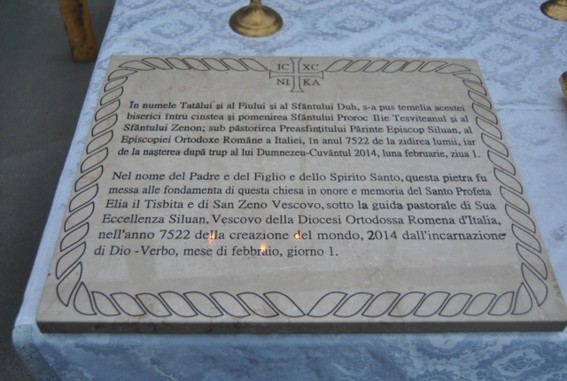 IC XC
NI KA
În numele Tatălui și al Fiului și al Sfântului Duh, s-a pus temelia acestei
biserici întru cinstea și pomenirea Sfântului Proroc Ilie Tesviteanul și al
Sfântului Zenon; sub păstorirea Preasfințitului Părinte Episcop Siluan, al
Episcopiei Ortodoxe Române a Italiei, în anul 7522 de la zidirea lumii, iar
de la nașterea după trup al lui Dumnezeu-Cuvântul 2014, luna februarie, ziua 1.
Nel nome del Padre e del Figlio e dello Spirito Santo, questa pietra fu
messa alle fondamenta di questa chiesa in onore e memoria del Santo Profeta
Elia il Tisbita e di San Zeno Vescovo, sotto la guida pastorale di Sua
Eccellenza Siluan, Vescovo della Diocesi Ortodossa Romena d'Italia,
nell'anno 7522 della creazione del mondo, 2014 dall'incarnazione
di Dio -Verbo, mese di febbraio, giorno 1.